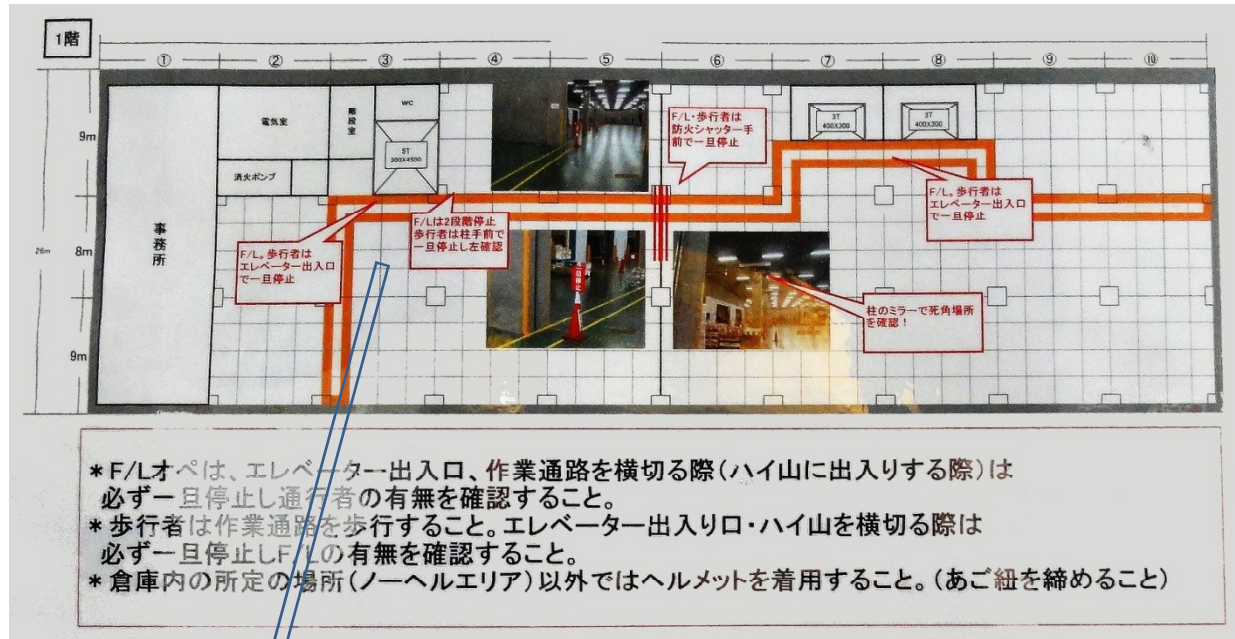 1階
① ② ③ ④ ⑤ ⑥ ⑦ ⑧ ⑨ ⑩
9m
26m
8m
9m
事務所
電気室
階段室
WC
消火ポンプ
5T
300X4500
F/L・歩行者は
防火シャッター手
前で一旦停止
3T
400X300
3T
400X300
F/L。歩行者は
エレベーター出入口
で一旦停止
F/Lは2段階停止
歩行者は柱手前で
一旦停止し左確認
F/L。歩行者は
エレベーター出入口
で一旦停止
柱のミラーで死角場所
を確認！
*F/Lオペは、エレベーター出入口、作業通路を横切る際（ハイ山に出入りする際）は
必ず一旦停止し通行者の有無を確認すること。
*歩行者は作業通路を歩行すること。エレベーター出入り口・ハイ山を横切る際は
必ず一旦停止しF/Lの有無を確認すること。
*倉庫内の所定の場所（ノーヘルエリア）以外ではヘルメットを着用すること。（あご紐を締めること）